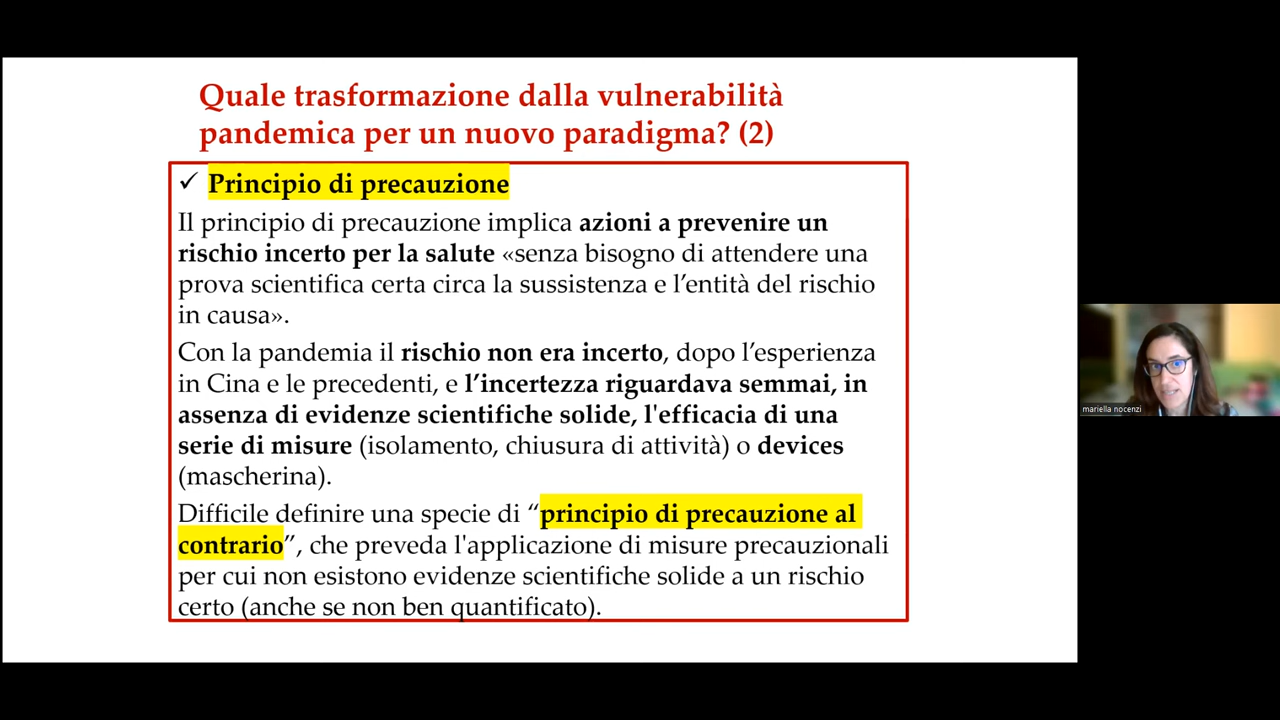 Quale trasformazione dalla vulnerabilità
pandemica per un nuovo paradigma? (2)
✓ Principio di precauzione
Il principio di precauzione implica azioni a prevenire un
rischio incerto per la salute «senza bisogno di attendere una
prova scientifica certa circa la sussistenza e l’entità del rischio
in causa».
Con la pandemia il rischio non era incerto, dopo l’esperienza
in Cina e le precedenti, e l’incertezza riguardava semmai, in
assenza di evidenze scientifiche solide, l'efficacia di una
serie di misure (isolamento, chiusura di attività) o devices
(mascherina).
Difficile definire una specie di “principio di precauzione al
contrario”, che preveda l'applicazione di misure precauzionali
per cui non esistono evidenze scientifiche solide a un rischio
certo (anche se non ben quantificato).
mariella nocenzi